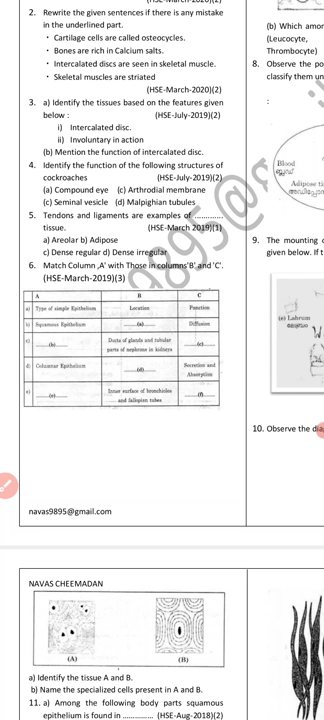 2. Rewrite the given sentences if there is any mistake
in the underlined part.
• Cartilage cells are called osteocycles.
• Bones are rich in Calcium salts.
• Intercalated discs are seen in skeletal muscle.
• Skeletal muscles are striated
(HSE-March-2020)(2)
3. a) Identify the tissues based on the features given
below : (HSE-July-2019)(2)
i) Intercalated disc.
ii) Involuntary in action
(b) Mention the function of intercalated disc.
4. Identify the function of the following structures of
cockroaches (HSE-July-2019)(2)
(a) Compound eye (c) Arthrodial membrane
(c) Seminal vesicle (d) Malpighian tubules
5. Tendons and ligaments are examples of .............
tissue. (HSE-March 2019)(1)
a) Areolar b) Adipose
c) Dense regular d) Dense irregular
6. Match Column ‚A' with Those in columns'B' and 'C'.
(HSE-March-2019)(3)
A B C
a) Type of simple Epithelium Location Function
b) Squamous Epithelium ........(a)........ Diffusion
c) ........(b)........ Ducts of glands and tubular parts of nephrons in kidneys ........(c)........
d) Columnar Epithelium ........(d)........ Secretion and Absorption
e) ........(e)........ Inner surface of bronchioles and fallopian tubes ........(f)........
navas9895@gmail.com
NAVAS CHEEMADAN
(A) (B)
a) Identify the tissue A and B.
b) Name the specialized cells present in A and B.
11. a) Among the following body parts squamous
epithelium is found in .............. (HSE-Aug-2018)(2)
(b) Which amor
(Leucocyte,
Thrombocyte)
8. Observe the po
classify them un
:
Blood
Adipose ti
9. The mounting
given below. If t
(e) Labrum
10. Observe the dia